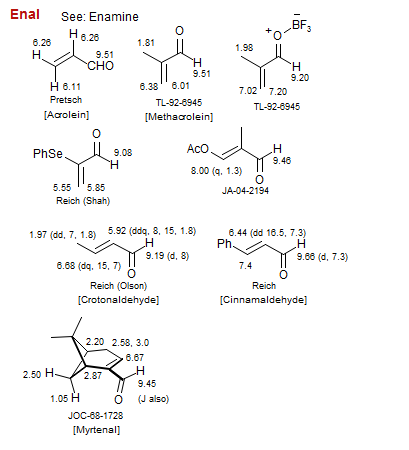 Enal See: Enamine
6.26 H 6.26
H 9.51
CHO
H 6.11
Pretsch
[Acrolein]
1.81 O
H
9.51
6.38 6.01
TL-92-6945
[Methacrolein]
+ O − BF3
1.98
H
9.20
7.02 7.20
TL-92-6945
O
PhSe 9.08
H
5.55 5.85
Reich (Shah)
AcO H
9.46
8.00 (q, 1.3) O
JA-04-2194
1.97 (dd, 7, 1.8) 5.92 (ddq, 8, 15, 1.8)
H
9.19 (d, 8)
6.68 (dq, 15, 7) O
Reich (Olson)
[Crotonaldehyde]
6.44 (dd 16.5, 7.3)
Ph H
9.66 (d, 7.3)
7.4 O
Reich
[Cinnamaldehyde]
2.20 2.58, 3.0
6.67
2.50 H 2.87 H
9.45
1.05 H O (J also)
JOC-68-1728
[Myrtenal]